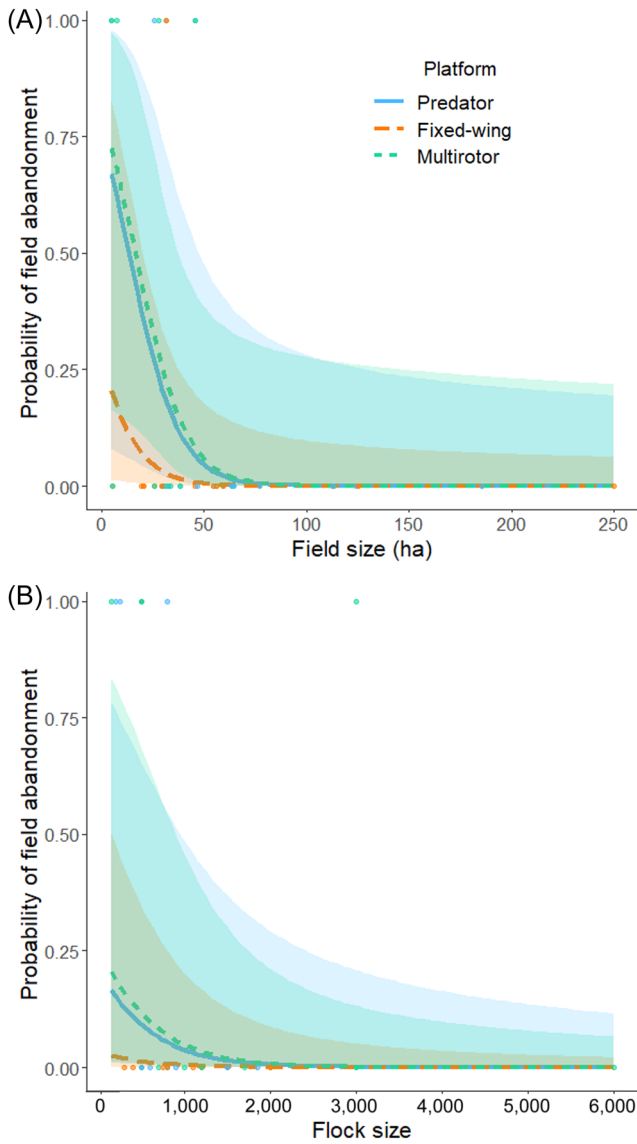 (A)
1.00
0.75
0.50
0.25
0.00
Probability of field abandonment
Platform
Predator
Fixed-wing
Multirotor
0 50 100 150 200 250
Field size (ha)
(B)
1.00
0.75
0.50
0.25
0.00
Probability of field abandonment
0 1,000 2,000 3,000 4,000 5,000 6,000
Flock size